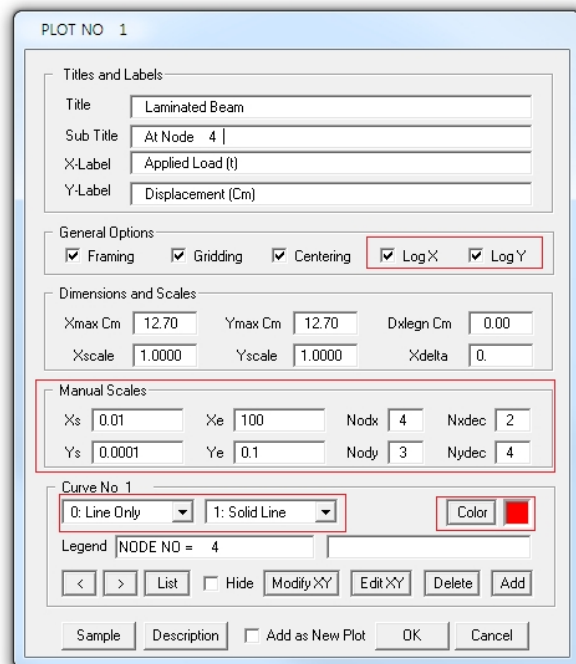 PLOT NO 1
Titles and Labels
Title Laminated Beam
Sub Title At Node 4
X-Label Applied Load (t)
Y-Label Displacement (Cm)
General Options
Framing Gridding Centering Log X Log Y
Dimensions and Scales
Xmax Cm 12.70 Ymax Cm 12.70 Dxlegn Cm 0.00
Xscale 1.0000 Yscale 1.0000 Xdelta 0.
Manual Scales
Xs 0.01 Xe 100 Nodx 4 Nxdec 2
Ys 0.0001 Ye 0.1 Nody 3 Nydec 4
Curve No 1
0: Line Only 1: Solid Line Color
Legend NODE NO = 4
< > List Hide Modify XY Edit XY Delete Add
Sample Description Add as New Plot OK Cancel